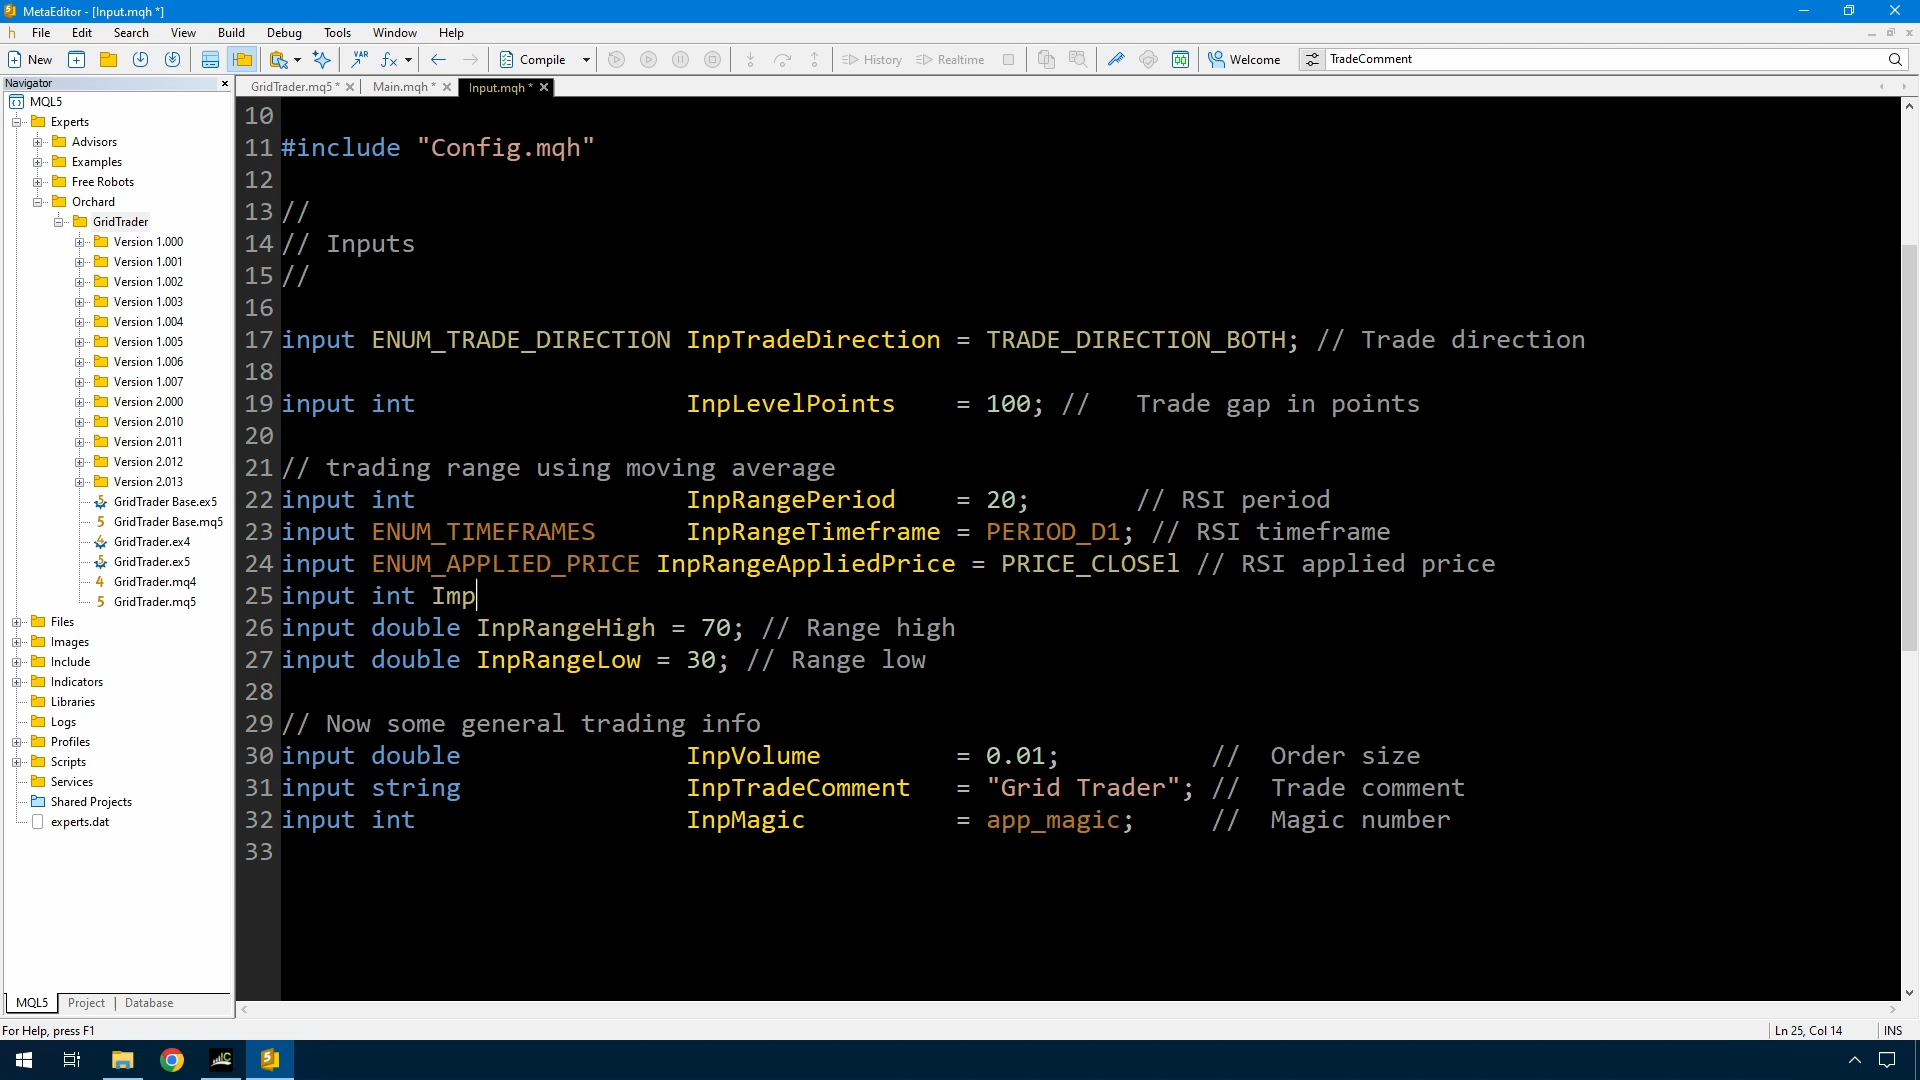 MetaEditor - [Input.mqh *]
File Edit Search View Build Debug Tools Window Help
New Compile History Realtime Welcome TradeComment
Navigator
GridTrader.mq5 * Main.mqh * Input.mqh *
MQL5
Experts
Advisors
Examples
Free Robots
Orchard
GridTrader
Version 1.000
Version 1.001
Version 1.002
Version 1.003
Version 1.004
Version 1.005
Version 1.006
Version 1.007
Version 2.000
Version 2.010
Version 2.011
Version 2.012
Version 2.013
GridTrader Base.ex5
GridTrader Base.mq5
GridTrader.ex4
GridTrader.ex5
GridTrader.mq4
GridTrader.mq5
Files
Images
Include
Indicators
Libraries
Logs
Profiles
Scripts
Services
Shared Projects
experts.dat
MQL5 Project Database
10
11 #include "Config.mqh"
12
13 //
14 // Inputs
15 //
16
17 input ENUM_TRADE_DIRECTION InpTradeDirection = TRADE_DIRECTION_BOTH; // Trade direction
18
19 input int InpLevelPoints = 100; // Trade gap in points
20
21 // trading range using moving average
22 input int InpRangePeriod = 20; // RSI period
23 input ENUM_TIMEFRAMES InpRangeTimeframe = PERIOD_D1; // RSI timeframe
24 input ENUM_APPLIED_PRICE InpRangeAppliedPrice = PRICE_CLOSEl // RSI applied price
25 input int Imp
26 input double InpRangeHigh = 70; // Range high
27 input double InpRangeLow = 30; // Range low
28
29 // Now some general trading info
30 input double InpVolume = 0.01; // Order size
31 input string InpTradeComment = "Grid Trader"; // Trade comment
32 input int InpMagic = app_magic; // Magic number
33
For Help, press F1
Ln 25, Col 14 INS